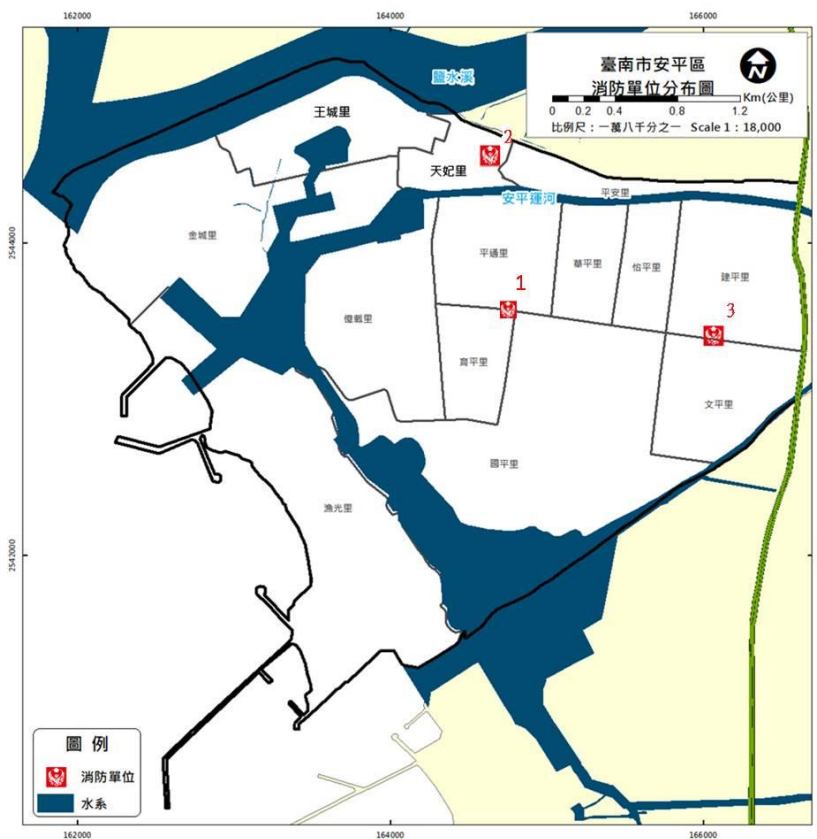 162000
164000
166000
臺南市安平區
消防單位分布圖
N
Km(公里)
0 0.2 0.4 0.8 1.2
比例尺：一萬八千分之一 Scale 1：18,000
鹽水溪
王城里
2
天妃里
安平運河
平安里
2544000
金城里
平通里
華平里
怡平里
建平里
1
3
億載里
育平里
文平里
國平里
漁光里
2542000
圖 例
消防單位
水系
162000
164000
166000